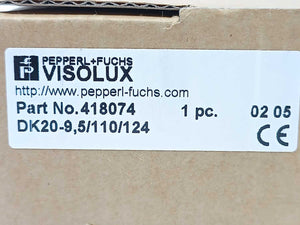 PEPPERL+FUCHS
VISOLUX
http://www.pepperl-fuchs.com
Part No.418074 1 pc. 02 05
DK20-9,5/110/124 CE